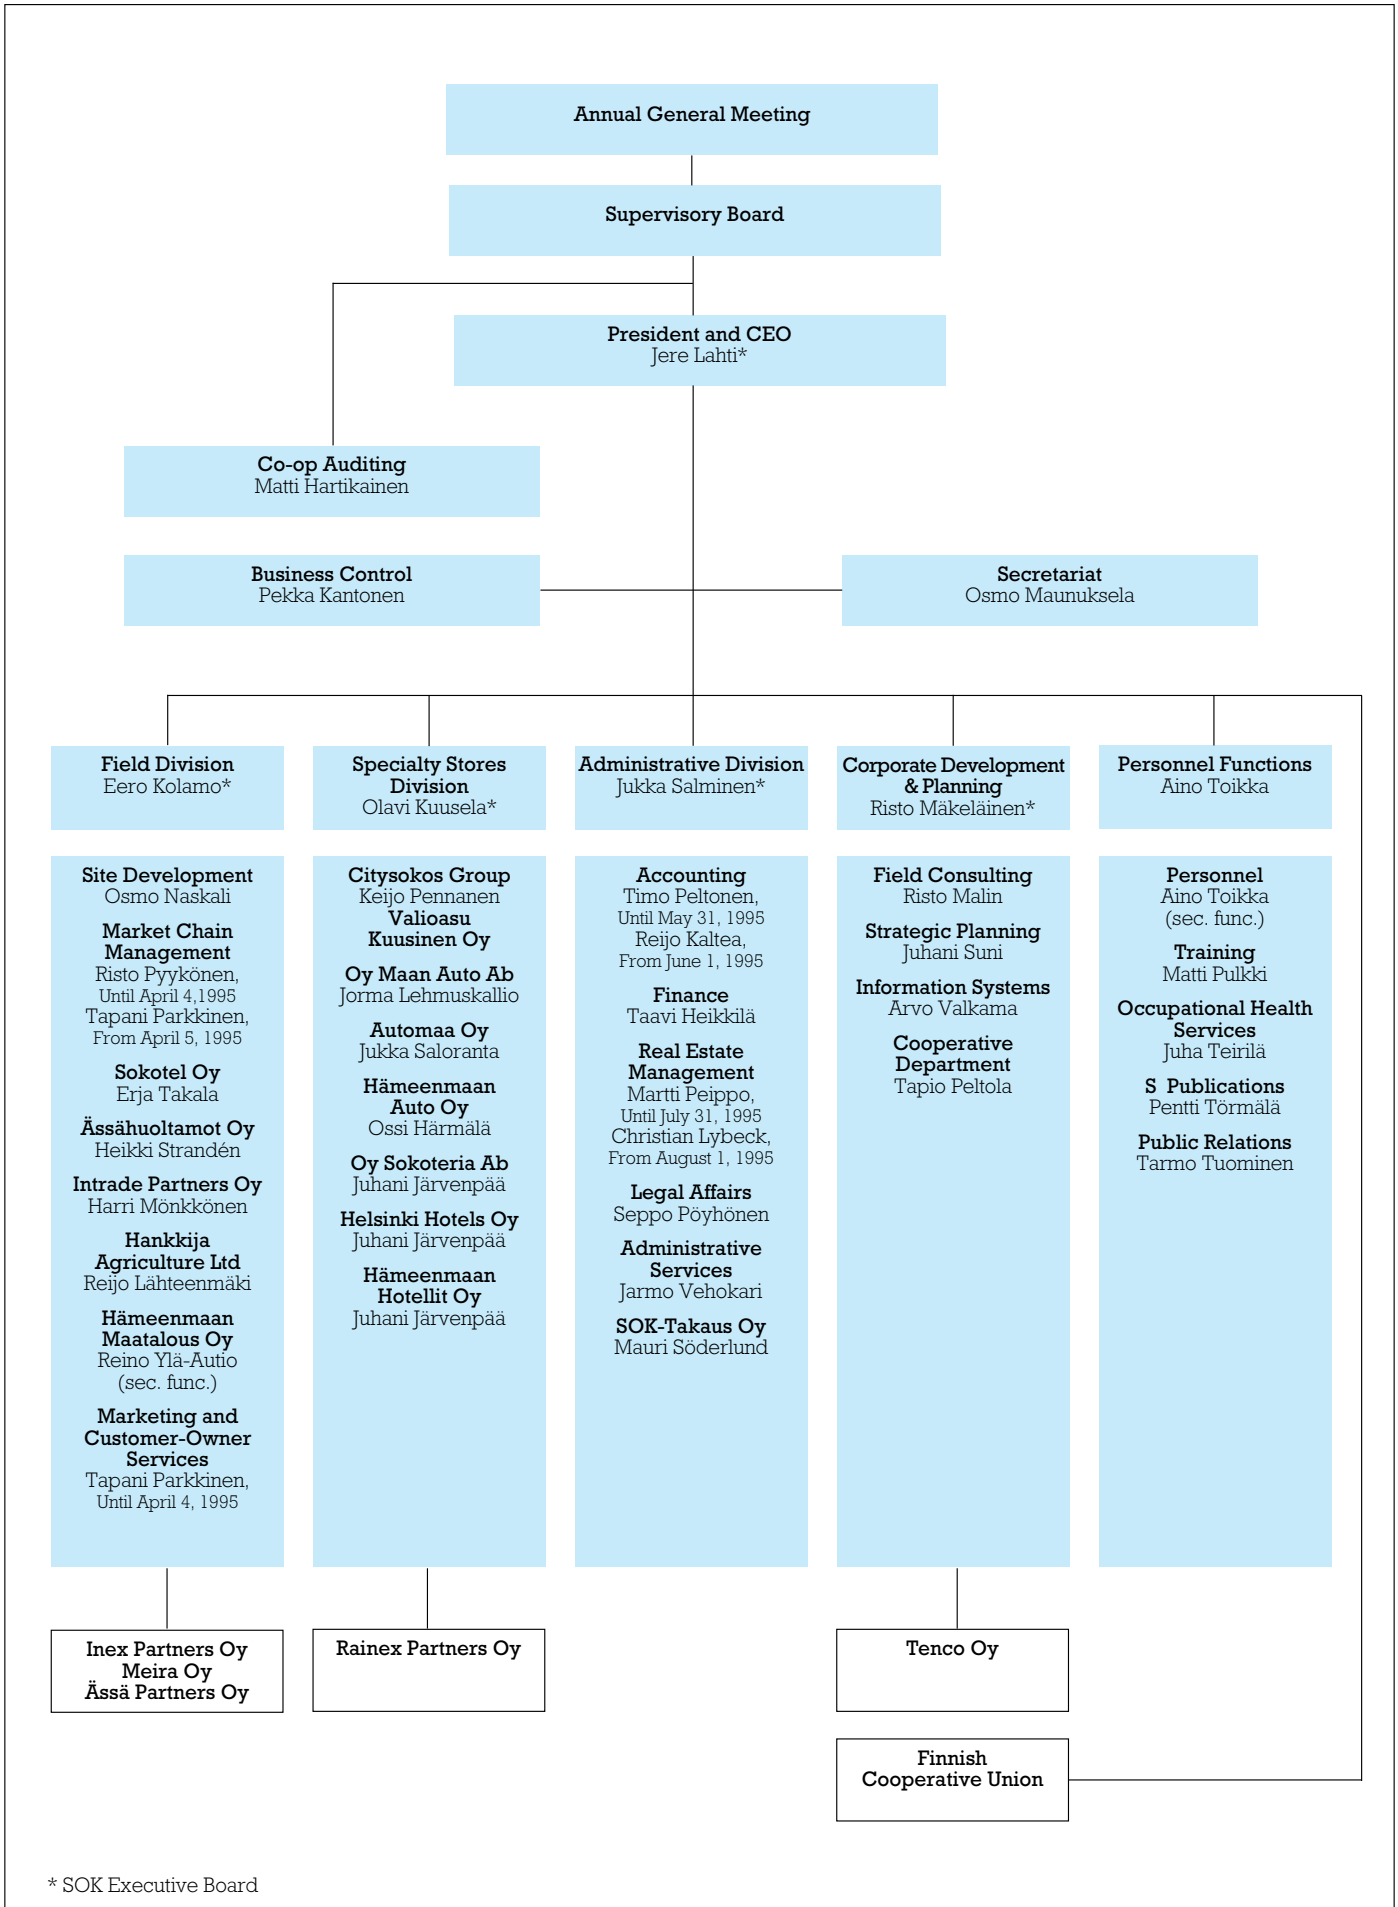 Annual General Meeting
Supervisory Board
President and CEO
Jere Lahti*
Co-op Auditing
Matti Hartikainen
Business Control
Pekka Kantonen
Secretariat
Osmo Maunuksela
Field Division
Eero Kolamo*
Specialty Stores
Division
Olavi Kuusela*
Administrative Division
Jukka Salminen*
Corporate Development
& Planning
Risto Mäkeläinen*
Personnel Functions
Aino Toikka
Site Development
Osmo Naskali
Market Chain
Management
Risto Pyykönen,
Until April 4,1995
Tapani Parkkinen,
From April 5, 1995
Sokotel Oy
Erja Takala
Ässähuoltamot Oy
Heikki Strandén
Intrade Partners Oy
Harri Mönkkönen
Hankkija
Agriculture Ltd
Reijo Lähteenmäki
Hämeenmaan
Maatalous Oy
Reino Ylä-Autio
(sec. func.)
Marketing and
Customer-Owner
Services
Tapani Parkkinen,
Until April 4, 1995
Citysokos Group
Keijo Pennanen
Valioasu
Kuusinen Oy
Oy Maan Auto Ab
Jorma Lehmuskallio
Automaa Oy
Jukka Saloranta
Hämeenmaan
Auto Oy
Ossi Härmälä
Oy Sokoteria Ab
Juhani Järvenpää
Helsinki Hotels Oy
Juhani Järvenpää
Hämeenmaan
Hotellit Oy
Juhani Järvenpää
Accounting
Timo Peltonen,
Until May 31, 1995
Reijo Kaltea,
From June 1, 1995
Finance
Taavi Heikkilä
Real Estate
Management
Martti Peippo,
Until July 31, 1995
Christian Lybeck,
From August 1, 1995
Legal Affairs
Seppo Pöyhönen
Administrative
Services
Jarmo Vehokari
SOK-Takaus Oy
Mauri Söderlund
Field Consulting
Risto Malin
Strategic Planning
Juhani Suni
Information Systems
Arvo Valkama
Cooperative
Department
Tapio Peltola
Personnel
Aino Toikka
(sec. func.)
Training
Matti Pulkki
Occupational Health
Services
Juha Teirilä
S Publications
Pentti Törmälä
Public Relations
Tarmo Tuominen
Inex Partners Oy
Meira Oy
Ässä Partners Oy
Rainex Partners Oy
Tenco Oy
Finnish
Cooperative Union
* SOK Executive Board